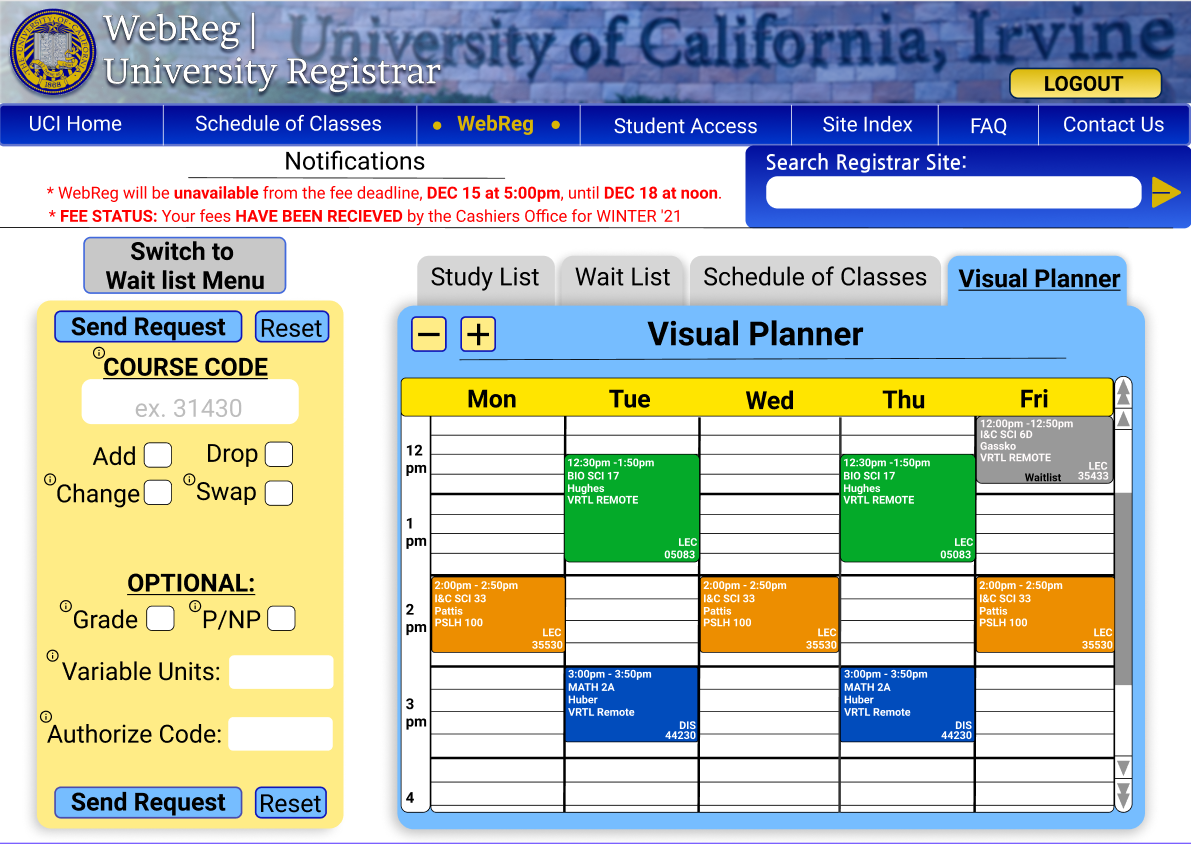 WebReg |
University Registrar
University of California, Irvine
LOGOUT
UCI Home
Schedule of Classes
• WebReg •
Student Access
Site Index
FAQ
Contact Us
Notifications
* WebReg will be unavailable from the fee deadline, DEC 15 at 5:00pm, until DEC 18 at noon.
* FEE STATUS: Your fees HAVE BEEN RECIEVED by the Cashiers Office for WINTER '21
Search Registrar Site:
Switch to
Wait list Menu
Send Request
Reset
COURSE CODE
ex. 31430
Add
Drop
Change
Swap
OPTIONAL:
Grade
P/NP
Variable Units:
Authorize Code:
Send Request
Reset
Study List
Wait List
Schedule of Classes
Visual Planner
− +
Visual Planner
Mon
Tue
Wed
Thu
Fri
12
pm
12:30pm -1:50pm
BIO SCI 17
Hughes
VRTL REMOTE
LEC
05083
12:30pm -1:50pm
BIO SCI 17
Hughes
VRTL REMOTE
LEC
05083
12:00pm -12:50pm
I&C SCI 6D
Gassko
VRTL REMOTE
LEC
Waitlist 35433
1
pm
2
pm
2:00pm - 2:50pm
I&C SCI 33
Pattis
PSLH 100
LEC
35530
2:00pm - 2:50pm
I&C SCI 33
Pattis
PSLH 100
LEC
35530
2:00pm - 2:50pm
I&C SCI 33
Pattis
PSLH 100
LEC
35530
3
pm
3:00pm - 3:50pm
MATH 2A
Huber
VRTL Remote
DIS
44230
3:00pm - 3:50pm
MATH 2A
Huber
VRTL Remote
DIS
44230
4